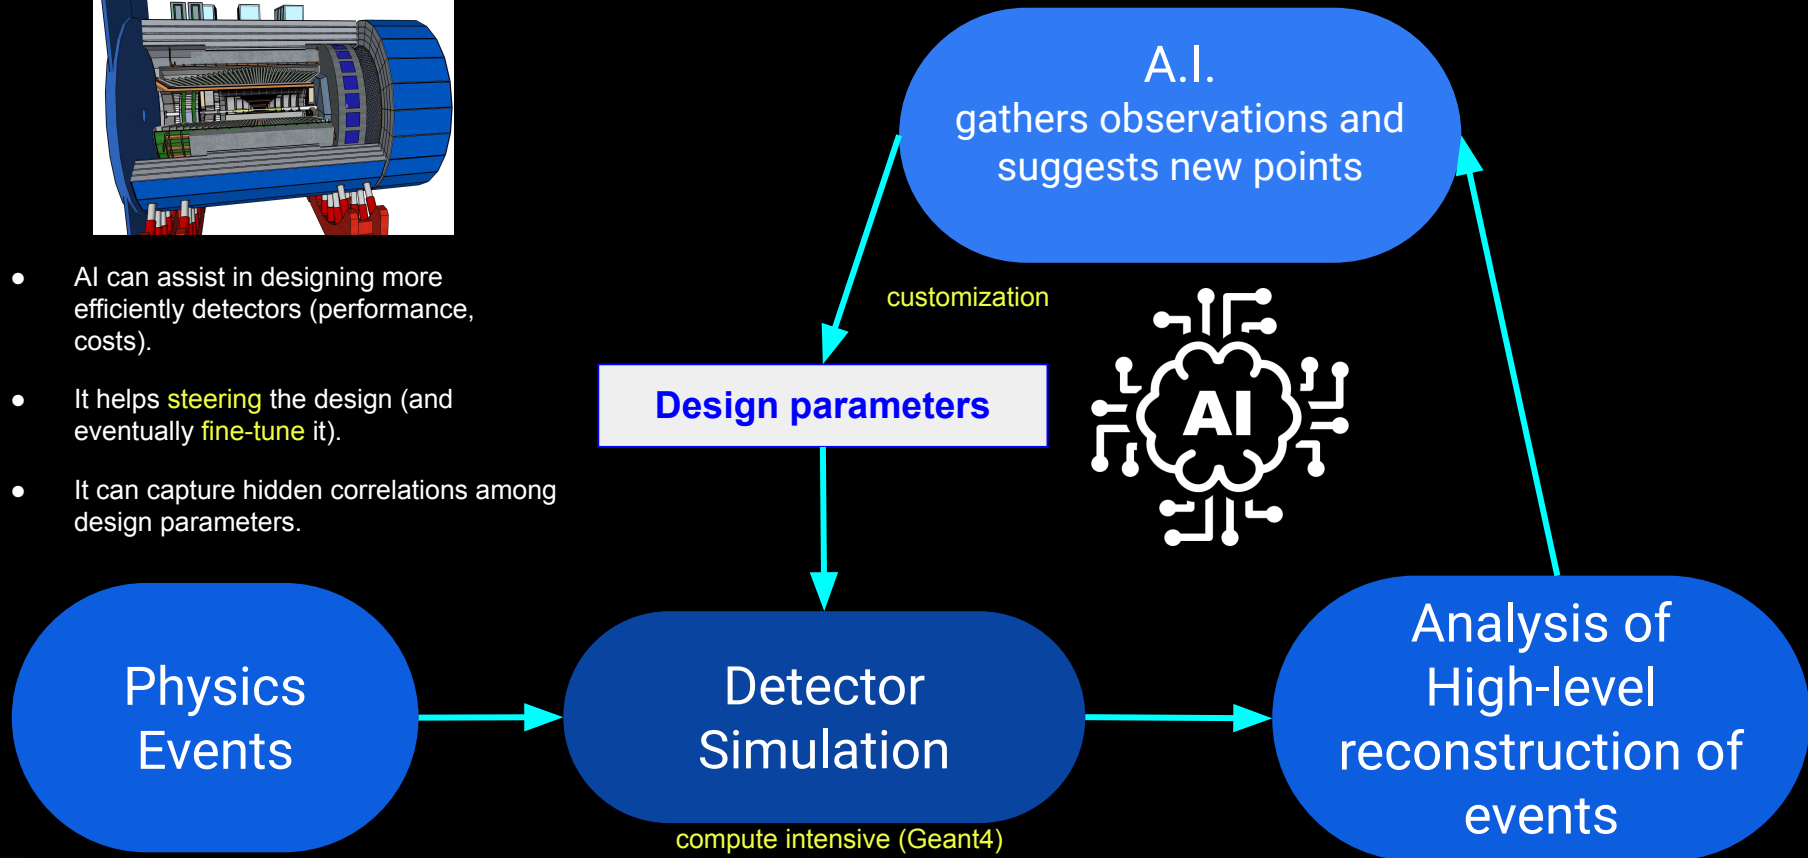 A.I.
gathers observations and
suggests new points
● AI can assist in designing more
efficiently detectors (performance,
costs).
● It helps steering the design (and
eventually fine-tune it).
● It can capture hidden correlations among
design parameters.
customization
Design parameters
AI
Physics
Events
Detector
Simulation
compute intensive (Geant4)
Analysis of
High-level
reconstruction of
events